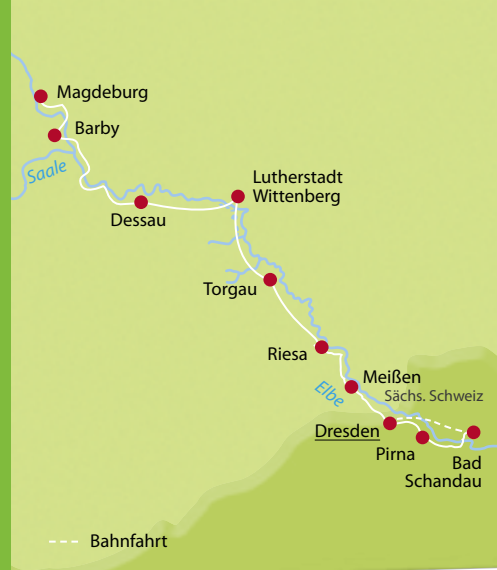 Magdeburg
Barby
Saale
Lutherstadt
Wittenberg
Dessau
Torgau
Riesa
Meißen
Sächs. Schweiz
Elbe
Dresden
Pirna
Bad
Schandau
Bahnfahrt